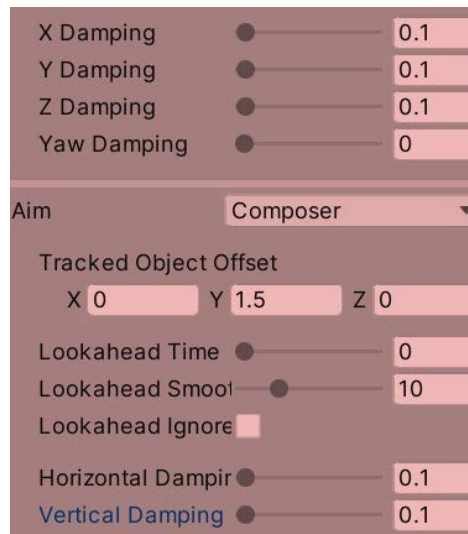 X Damping 0.1
Y Damping 0.1
Z Damping 0.1
Yaw Damping 0
Aim Composer
Tracked Object Offset
X 0 Y 1.5 Z 0
Lookahead Time 0
Lookahead Smoot 10
Lookahead Ignore
Horizontal Dampir 0.1
Vertical Damping 0.1